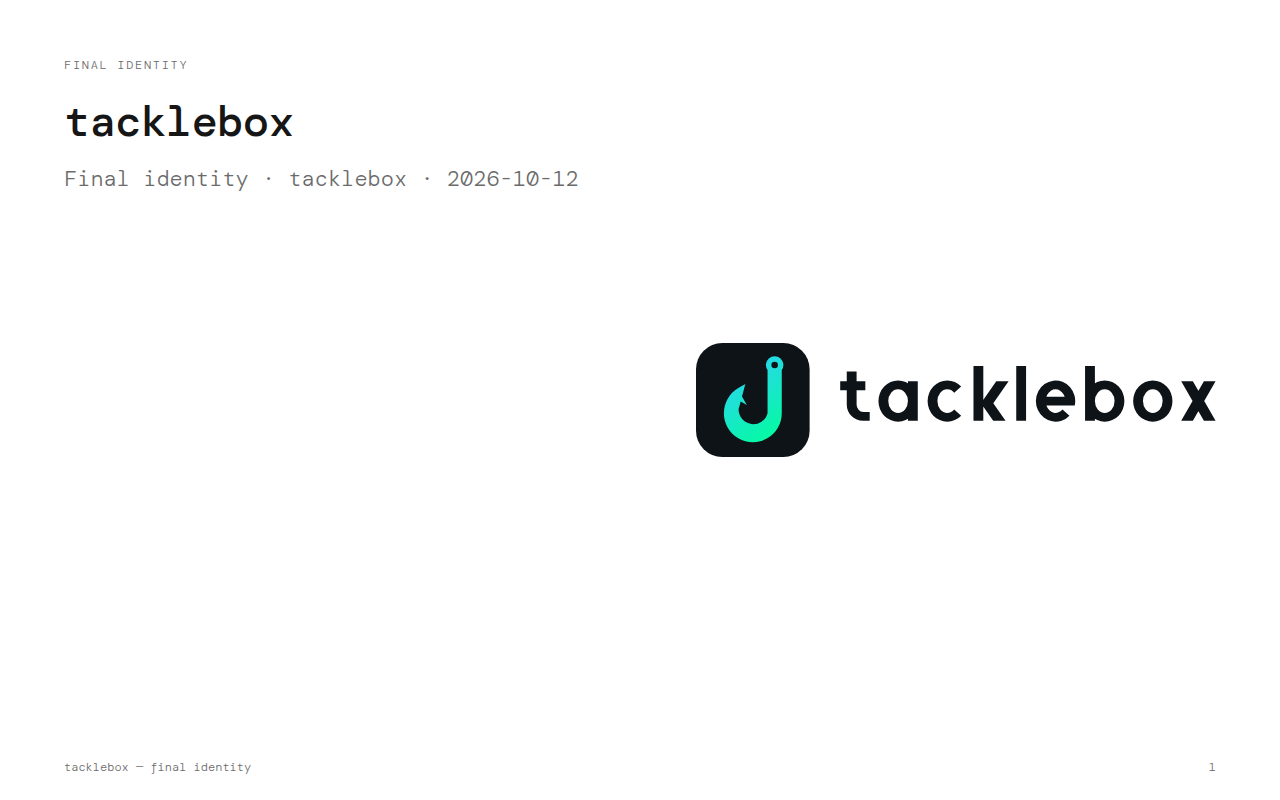 FINAL IDENTITY
tacklebox
Final identity · tacklebox · 2026-10-12
tacklebox
tacklebox — final identity
1